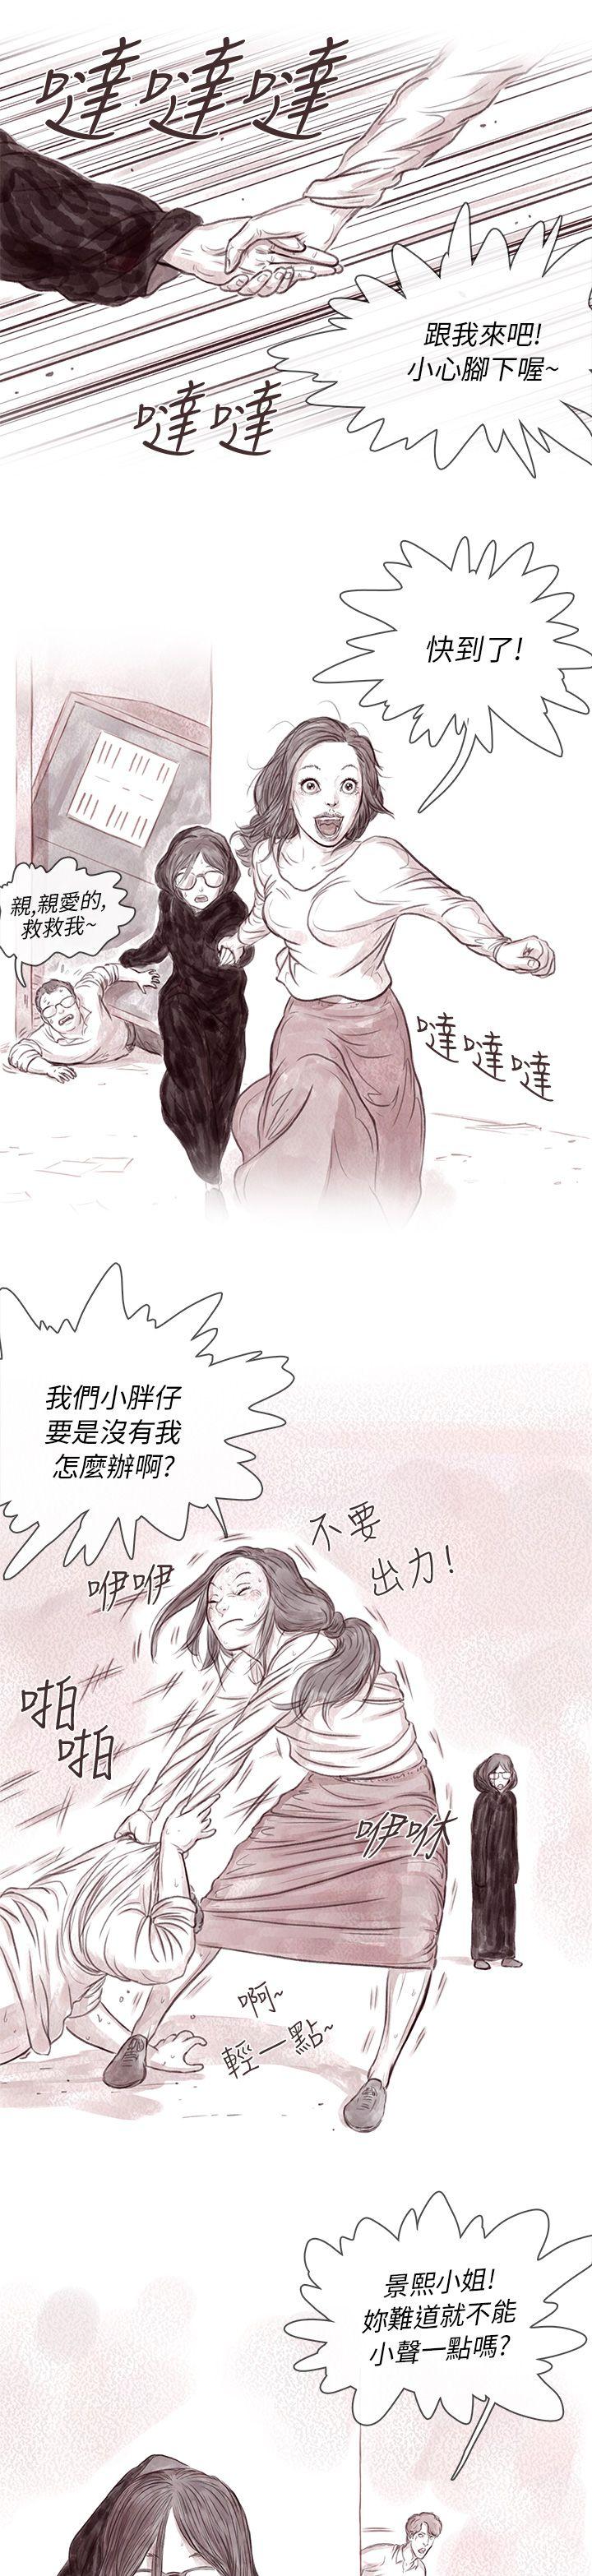 噠噠噠
跟我來吧!
小心腳下喔~
噠噠
快到了!
親,親愛的,
救救我~
噠噠噠
我們小胖仔
要是沒有我
怎麼辦啊?
不要
出力!
咿咿
啪
啪
咿咻
啊~
輕一點~
景熙小姐!
妳難道就不能
小聲一點嗎?